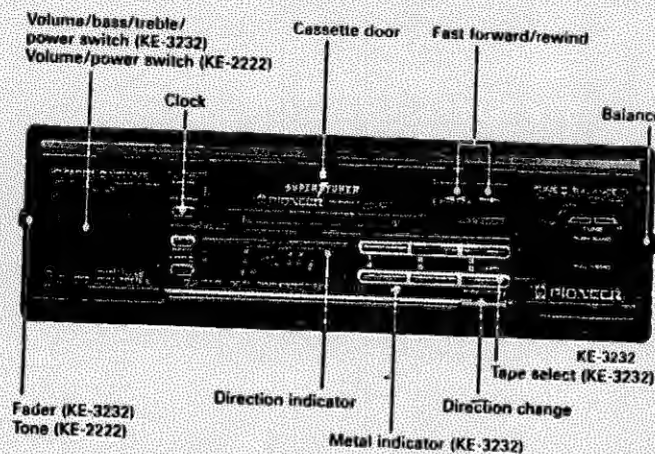 Volume/bass/treble/
power switch (KE-3232)
Volume/power switch (KE-2222)
Cassette door
Fast forward/rewind
Clock
Balance
SUPERTUNER
PIONEER
PIONEER
KE-3232
Tape select (KE-3232)
Direction indicator
Direction change
Fader (KE-3232)
Tone (KE-2222)
Metal indicator (KE-3232)